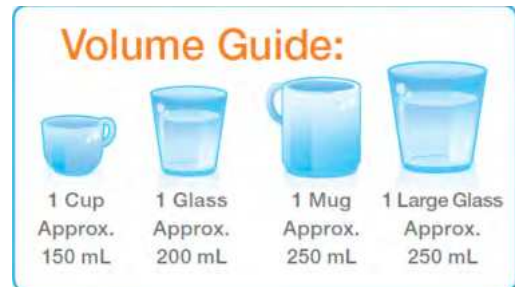 Volume Guide:
1 Cup
Approx.
150 mL
1 Glass
Approx.
200 mL
1 Mug
Approx.
250 mL
1 Large Glass
Approx.
250 mL